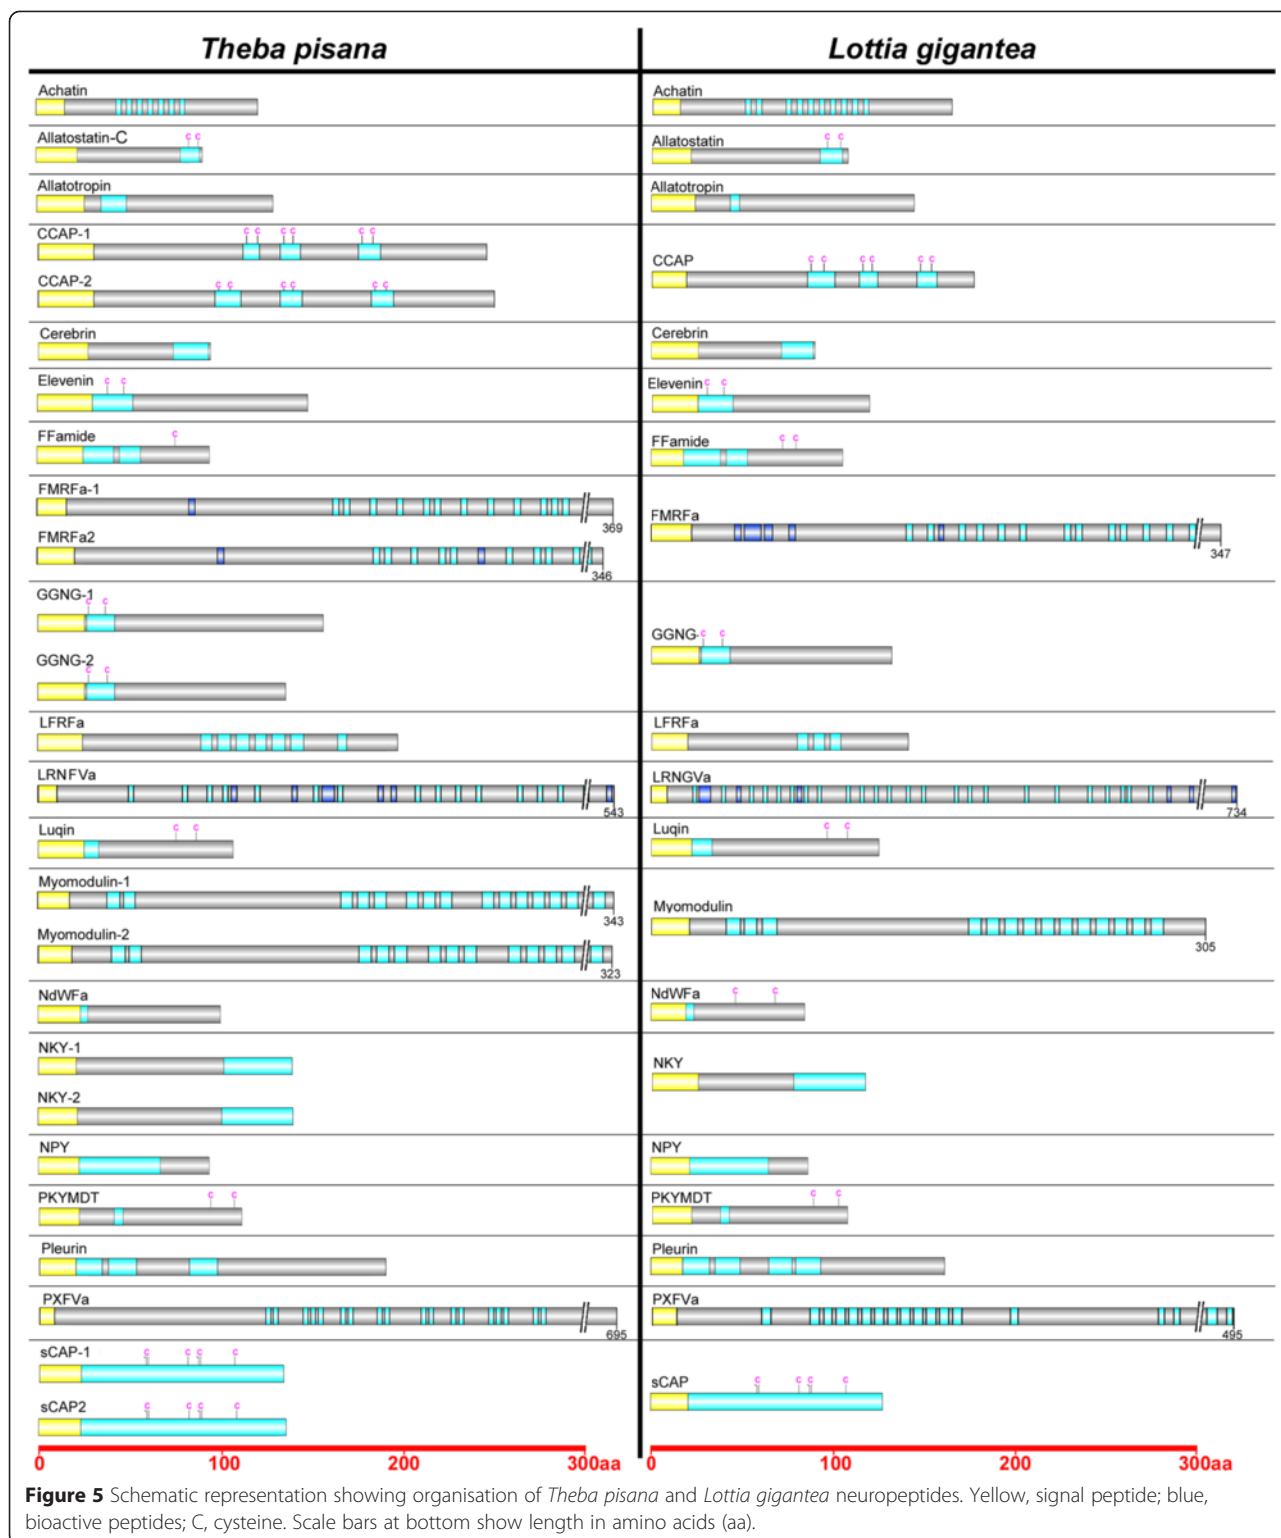 Theba pisana
Lottia gigantea
Achatin
Achatin
Allatostatin-C
c c
Allatostatin
c c
Allatotropin
Allatotropin
CCAP-1
c c c c c c
CCAP-2
c c c c c c
CCAP
c c c c c c
Cerebrin
Cerebrin
Elevenin
c c
Elevenin
c c
FFamide
c
FFamide
c c
FMRFa-1
369
FMRFa2
346
FMRFa
347
GGNG-1
c c
GGNG-2
c c
GGNG-
c c
LFRFa
LFRFa
LRNFVa
543
LRNGVa
734
Luqin
c c
Luqin
c c
Myomodulin-1
343
Myomodulin-2
323
Myomodulin
305
NdWFa
NdWFa
c c
NKY-1
NKY-2
NKY
NPY
NPY
PKYMDT
c c
PKYMDT
c c
Pleurin
Pleurin
PXFVa
695
PXFVa
495
sCAP-1
c c c c
sCAP2
c c c c
sCAP
c c c c
0 100 200 300aa
0 100 200 300aa
Figure 5 Schematic representation showing organisation of Theba pisana and Lottia gigantea neuropeptides. Yellow, signal peptide; blue,
bioactive peptides; C, cysteine. Scale bars at bottom show length in amino acids (aa).